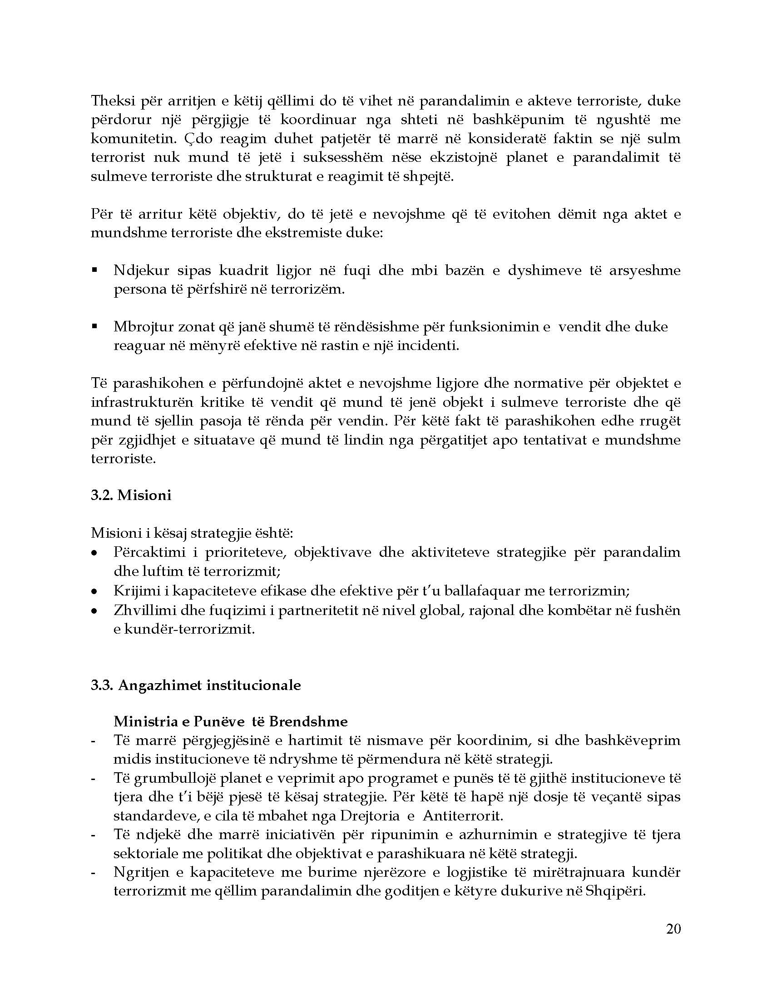 Theksi për arritjen e këtij qëllimi do të vihet në parandalimin e akteve terroriste, duke
përdorur një përgjigje të koordinuar nga shteti në bashkëpunim të ngushtë me
komunitetin. Çdo reagim duhet patjetër të marrë në konsideratë faktin se një sulm
terrorist nuk mund të jetë i suksesshëm nëse ekzistojnë planet e parandalimit të
sulmeve terroriste dhe strukturat e reagimit të shpejtë.
Për të arritur këtë objektiv, do të jetë e nevojshme që të evitohen dëmit nga aktet e
mundshme terroriste dhe ekstremiste duke:
▪ Ndjekur sipas kuadrit ligjor në fuqi dhe mbi bazën e dyshimeve të arsyeshme
persona të përfshirë në terrorizëm.
▪ Mbrojtur zonat që janë shumë të rëndësishme për funksionimin e vendit dhe duke
reaguar në mënyrë efektive në rastin e një incidenti.
Të parashikohen e përfundojnë aktet e nevojshme ligjore dhe normative për objektet e
infrastrukturën kritike të vendit që mund të jenë objekt i sulmeve terroriste dhe që
mund të sjellin pasoja të rënda për vendin. Për këtë fakt të parashikohen edhe rrugët
për zgjidhjet e situatave që mund të lindin nga përgatitjet apo tentativat e mundshme
terroriste.
3.2. Misioni
Misioni i kësaj strategjie është:
• Përcaktimi i prioriteteve, objektivave dhe aktiviteteve strategjike për parandalim
dhe luftim të terrorizmit;
• Krijimi i kapaciteteve efikase dhe efektive për t’u ballafaquar me terrorizmin;
• Zhvillimi dhe fuqizimi i partneritetit në nivel global, rajonal dhe kombëtar në fushën
e kundër-terrorizmit.
3.3. Angazhimet institucionale
Ministria e Punëve të Brendshme
- Të marrë përgjegjësinë e hartimit të nismave për koordinim, si dhe bashkëveprim
midis institucioneve të ndryshme të përmendura në këtë strategji.
- Të grumbullojë planet e veprimit apo programet e punës të të gjithë institucioneve të
tjera dhe t’i bëjë pjesë të kësaj strategjie. Për këtë të hapë një dosje të veçantë sipas
standardeve, e cila të mbahet nga Drejtoria e Antiterrorit.
- Të ndjekë dhe marrë iniciativën për ripunimin e azhurnimin e strategjive të tjera
sektoriale me politikat dhe objektivat e parashikuara në këtë strategji.
- Ngritjen e kapaciteteve me burime njerëzore e logjistike të mirëtrajnuara kundër
terrorizmit me qëllim parandalimin dhe goditjen e këtyre dukurive në Shqipëri.
20